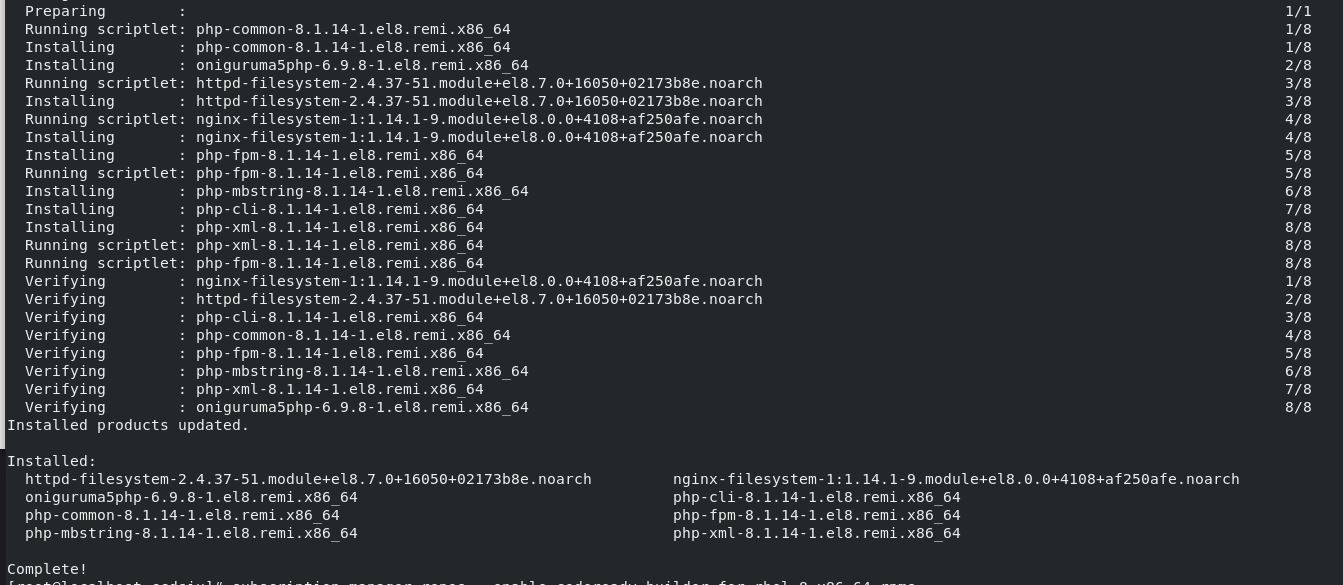 Preparing        :                                                                 1/1
Running scriptlet: php-common-8.1.14-1.el8.remi.x86_64 1/8
Installing       : php-common-8.1.14-1.el8.remi.x86_64 1/8
Installing       : oniguruma5php-6.9.8-1.el8.remi.x86_64 2/8
Running scriptlet: httpd-filesystem-2.4.37-51.module+el8.7.0+16050+02173b8e.noarch 3/8
Installing       : httpd-filesystem-2.4.37-51.module+el8.7.0+16050+02173b8e.noarch 3/8
Running scriptlet: nginx-filesystem-1:1.14.1-9.module+el8.0.0+4108+af250afe.noarch 4/8
Installing       : nginx-filesystem-1:1.14.1-9.module+el8.0.0+4108+af250afe.noarch 4/8
Installing       : php-fpm-8.1.14-1.el8.remi.x86_64 5/8
Running scriptlet: php-fpm-8.1.14-1.el8.remi.x86_64 5/8
Installing       : php-mbstring-8.1.14-1.el8.remi.x86_64 6/8
Installing       : php-cli-8.1.14-1.el8.remi.x86_64 7/8
Installing       : php-xml-8.1.14-1.el8.remi.x86_64 8/8
Running scriptlet: php-xml-8.1.14-1.el8.remi.x86_64 8/8
Running scriptlet: php-fpm-8.1.14-1.el8.remi.x86_64 8/8
Verifying        : nginx-filesystem-1:1.14.1-9.module+el8.0.0+4108+af250afe.noarch 1/8
Verifying        : httpd-filesystem-2.4.37-51.module+el8.7.0+16050+02173b8e.noarch 2/8
Verifying        : php-cli-8.1.14-1.el8.remi.x86_64 3/8
Verifying        : php-common-8.1.14-1.el8.remi.x86_64 4/8
Verifying        : php-fpm-8.1.14-1.el8.remi.x86_64 5/8
Verifying        : php-mbstring-8.1.14-1.el8.remi.x86_64 6/8
Verifying        : php-xml-8.1.14-1.el8.remi.x86_64 7/8
Verifying        : oniguruma5php-6.9.8-1.el8.remi.x86_64 8/8
Installed products updated.
Installed:
httpd-filesystem-2.4.37-51.module+el8.7.0+16050+02173b8e.noarch nginx-filesystem-1:1.14.1-9.module+el8.0.0+4108+af250afe.noarch
oniguruma5php-6.9.8-1.el8.remi.x86_64 php-cli-8.1.14-1.el8.remi.x86_64
php-common-8.1.14-1.el8.remi.x86_64 php-fpm-8.1.14-1.el8.remi.x86_64
php-mbstring-8.1.14-1.el8.remi.x86_64 php-xml-8.1.14-1.el8.remi.x86_64
Complete!